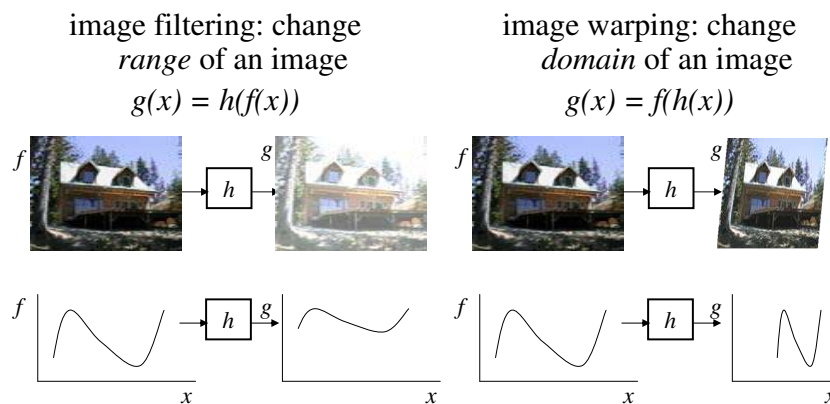 image filtering: change
range of an image
g(x) = h(f(x))
f
h
g
f
h
g
x
x
image warping: change
domain of an image
g(x) = f(h(x))
f
h
g
f
h
g
x
x